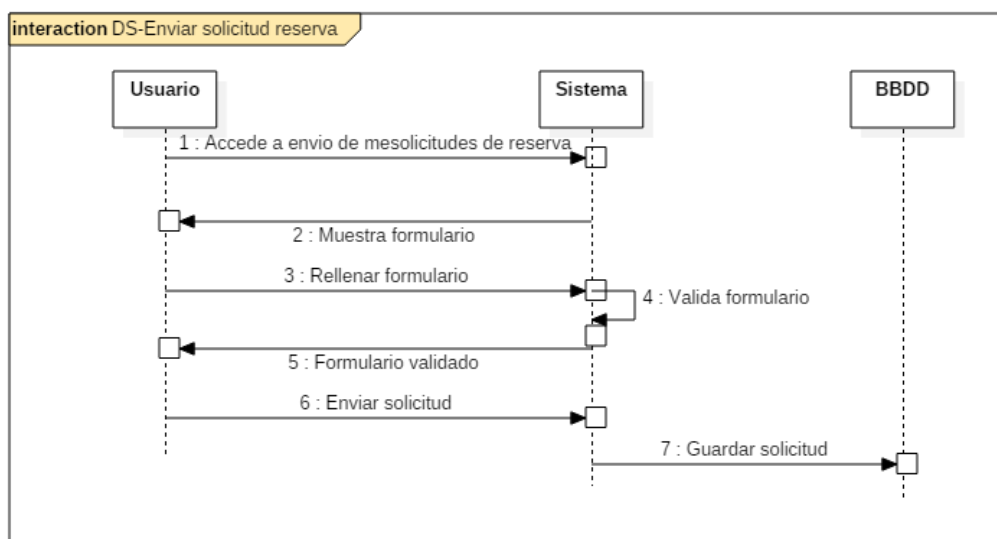 interaction DS-Enviar solicitud reserva
Usuario
Sistema
BBDD
1 : Accede a envio de mesolicitudes de reserva
2 : Muestra formulario
3 : Rellenar formulario
4 : Valida formulario
5 : Formulario validado
6 : Enviar solicitud
7 : Guardar solicitud